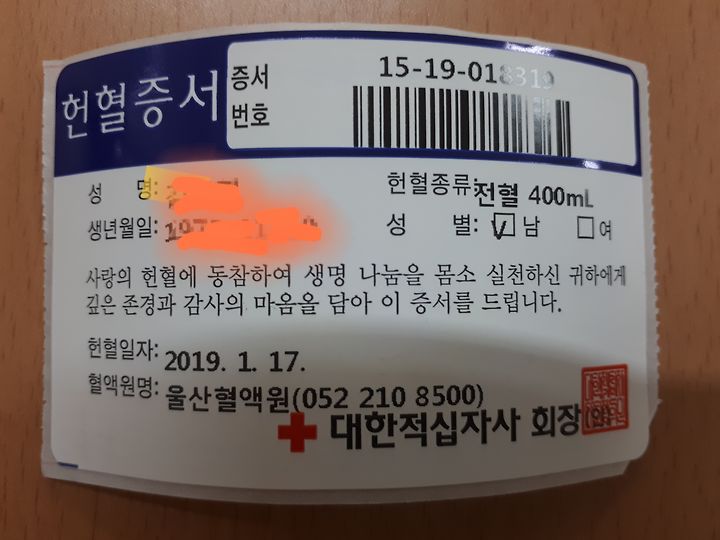 헌혈증서
증서
번호
15-19-018319
성 명:
헌혈종류:전혈 400mL
생년월일:
성 별: ☑남 ☐여
사랑의 헌혈에 동참하여 생명 나눔을 몸소 실천하신 귀하에게
깊은 존경과 감사의 마음을 담아 이 증서를 드립니다.
헌혈일자: 2019. 1. 17.
혈액원명: 울산혈액원(052 210 8500)
대한적십자사 회장(인)